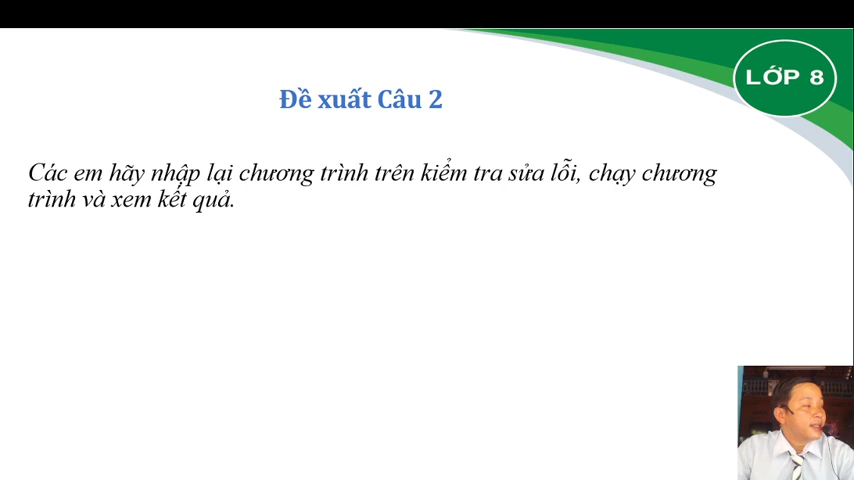 LỚP 8
Đề xuất Câu 2
Các em hãy nhập lại chương trình trên kiểm tra sửa lỗi, chạy chương
trình và xem kết quả.